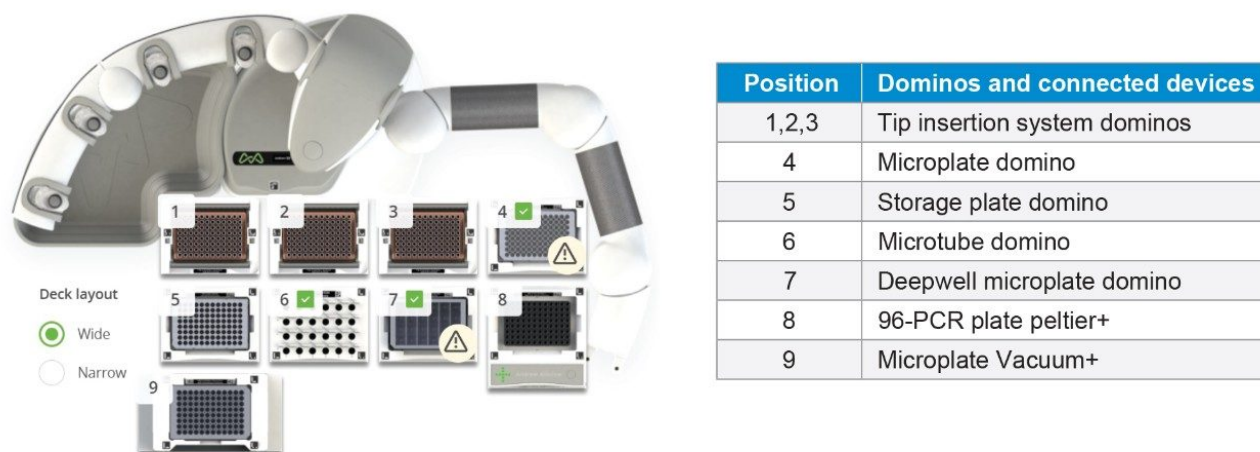 1
2
3
4
5
6
7
8
9
Deck layout
Wide
Narrow
Position Dominos and connected devices
1,2,3 Tip insertion system dominos
4 Microplate domino
5 Storage plate domino
6 Microtube domino
7 Deepwell microplate domino
8 96-PCR plate peltier+
9 Microplate Vacuum+